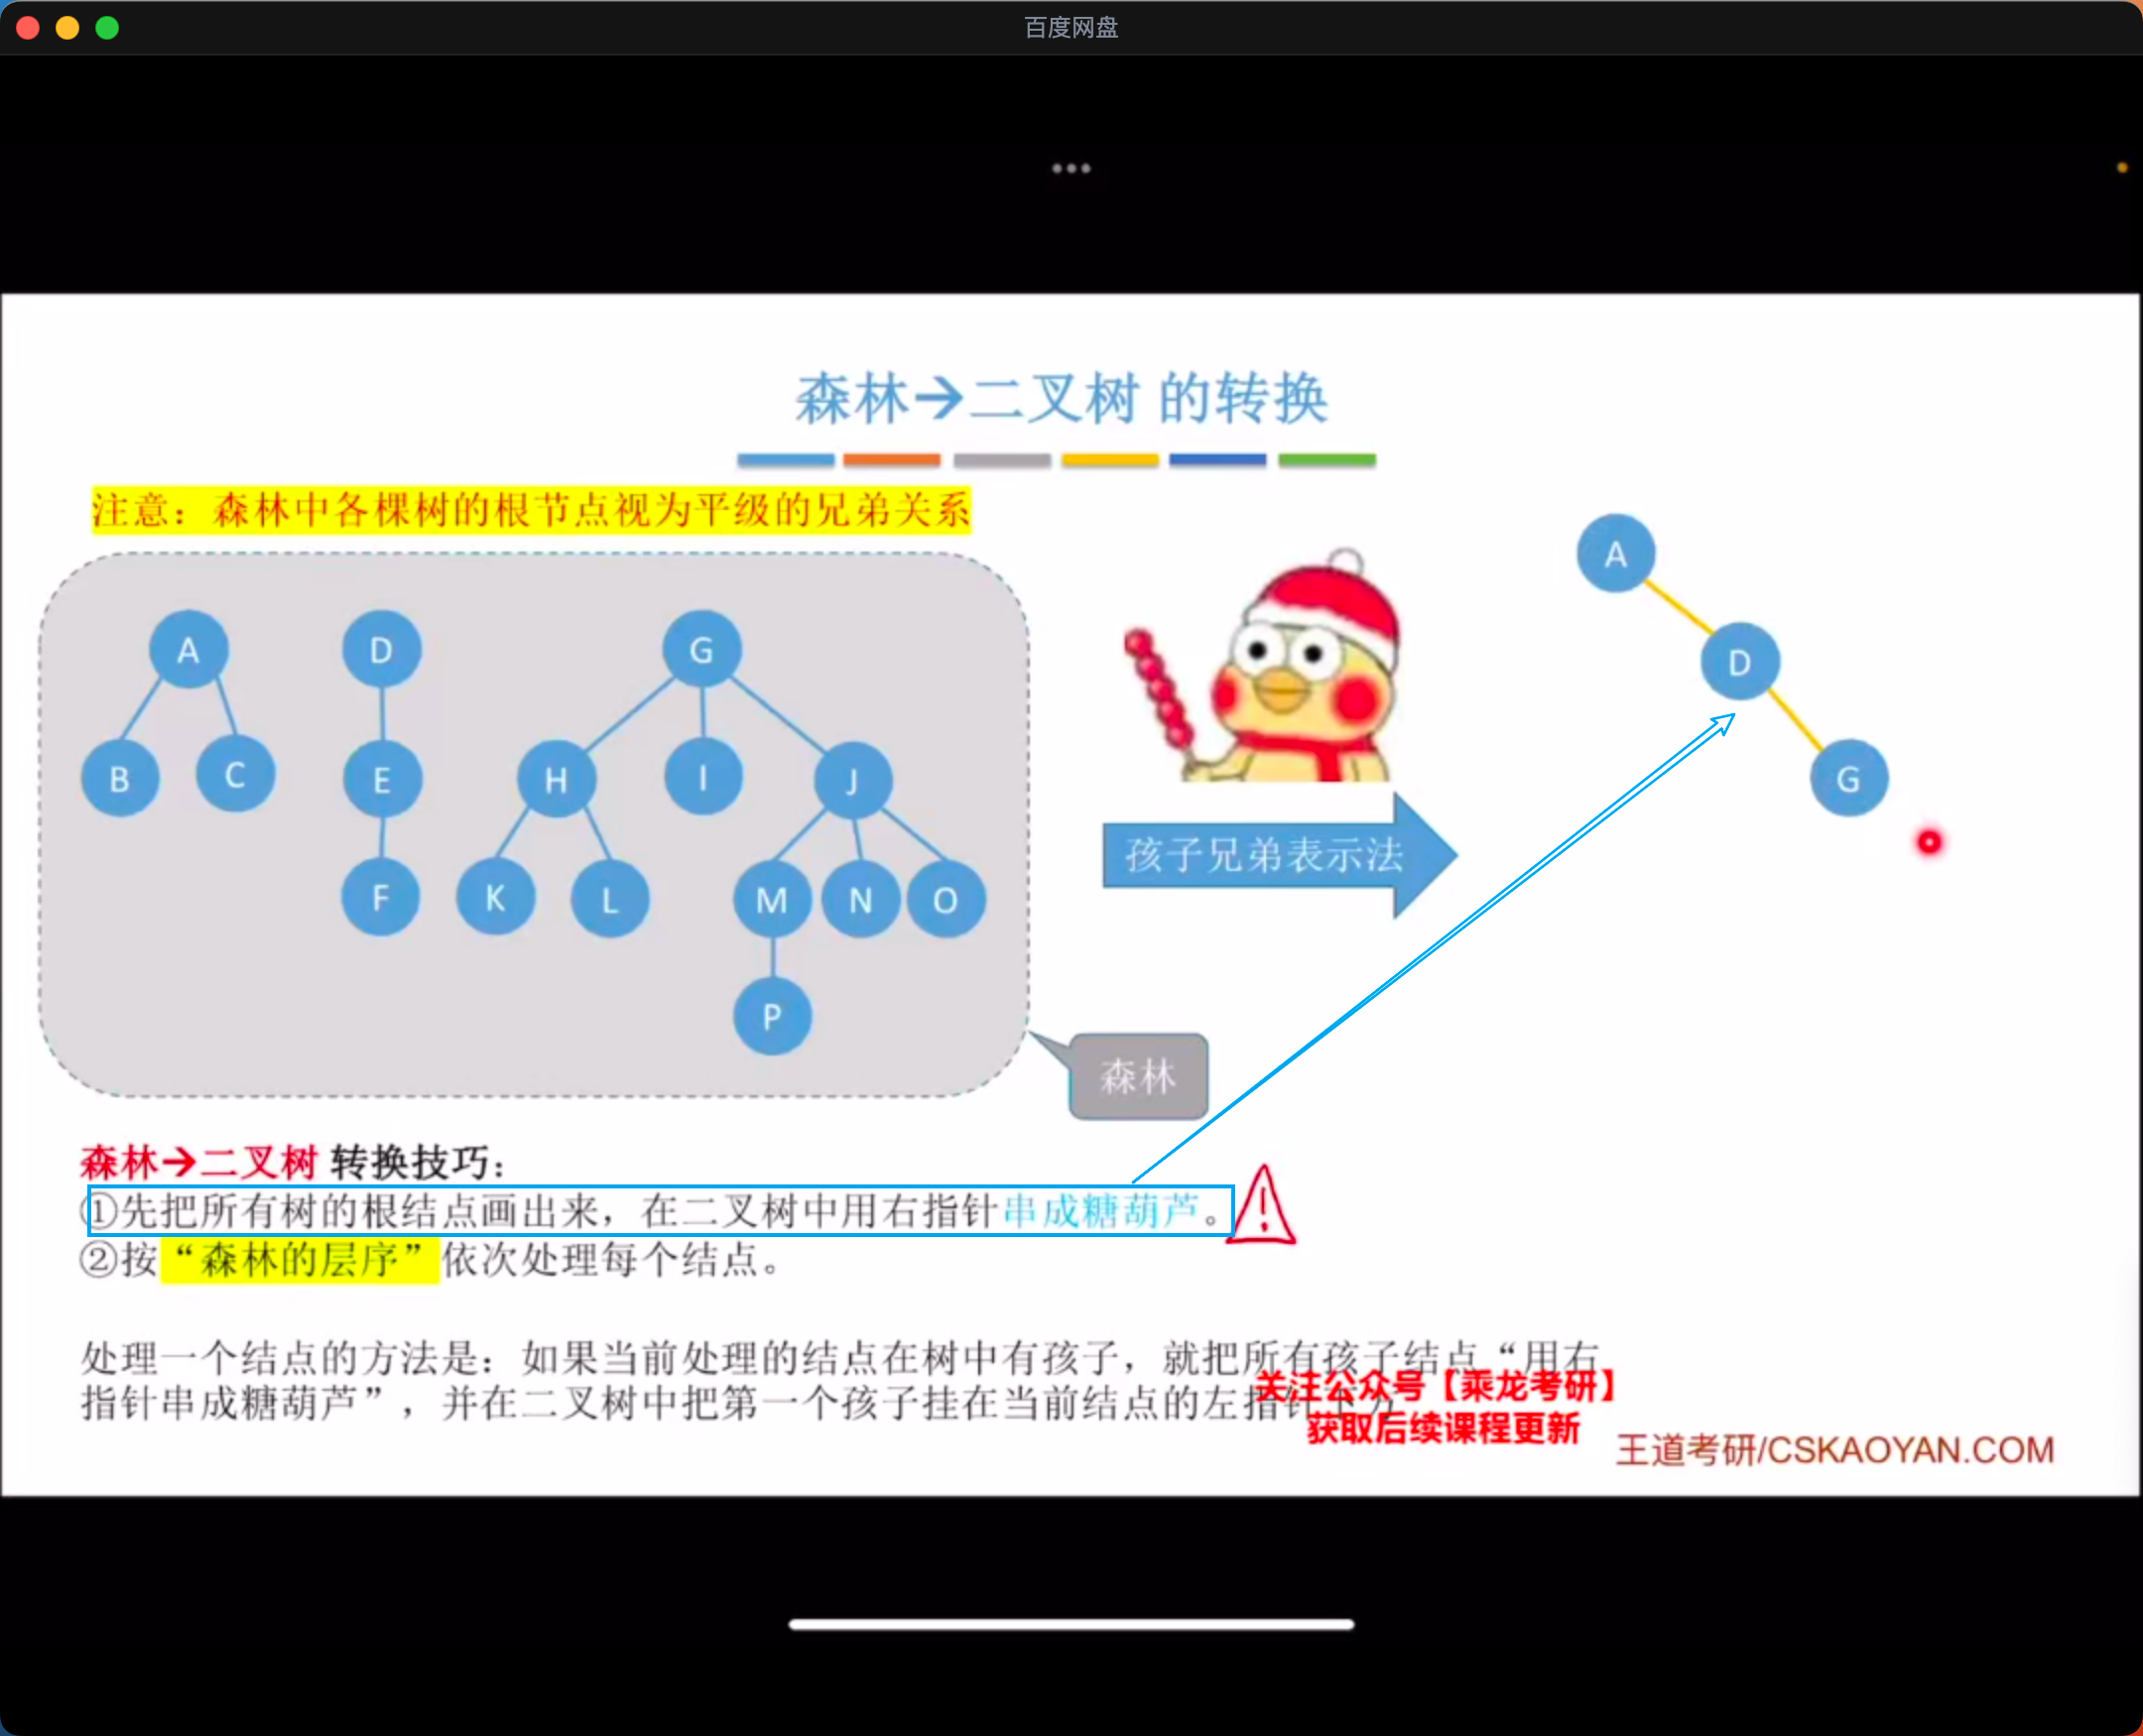 百度网盘
森林→二叉树 的转换
注意：森林中各棵树的根节点视为平级的兄弟关系
A
D
G
B
C
E
H
I
J
F
K
L
M
N
O
P
孩子兄弟表示法
A
D
G
森林
森林→二叉树 转换技巧：
①先把所有树的根结点画出来，在二叉树中用右指针串成糖葫芦。
②按“森林的层序”依次处理每个结点。
处理一个结点的方法是：如果当前处理的结点在树中有孩子，就把所有孩子结点“用右
指针串成糖葫芦”，并在二叉树中把第一个孩子挂在当前结点的左指针下方
关注公众号【乘龙考研】
获取后续课程更新
王道考研/CSKAOYAN.COM